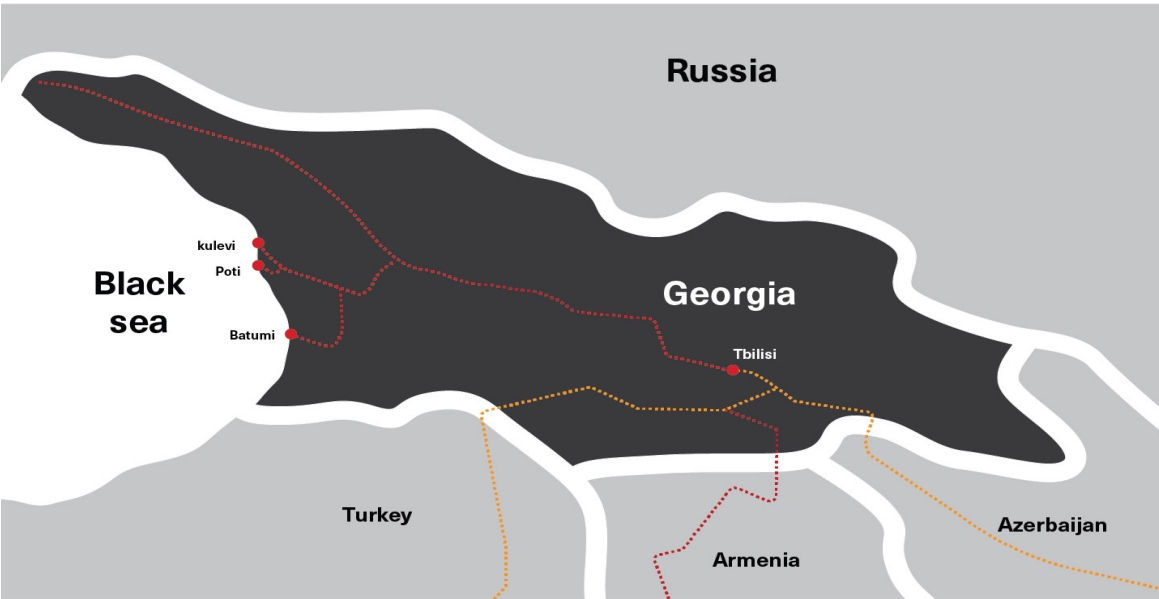 Russia
kulevi
Poti
Black
sea
Georgia
Batumi
Tbilisi
Turkey
Armenia
Azerbaijan